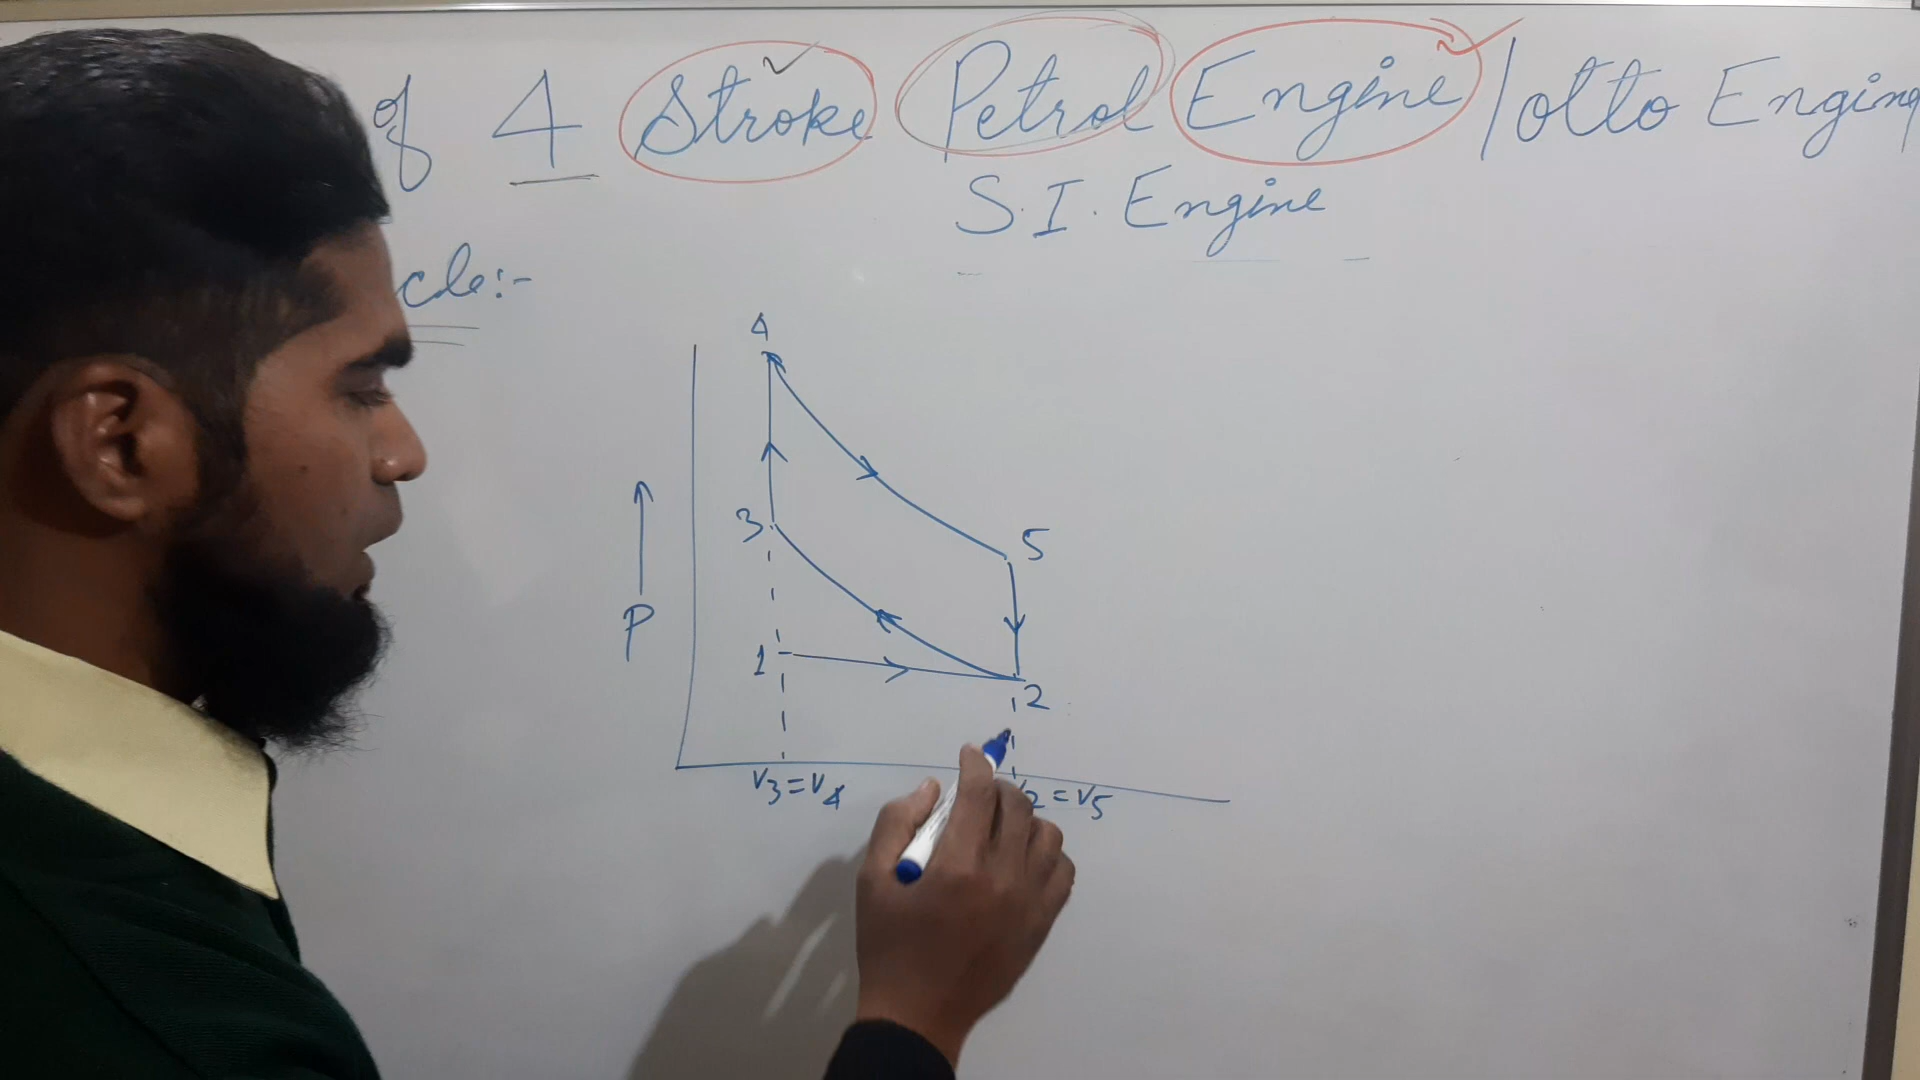 of 4 Stroke Petrol Engine / otto Engine
S.I. Engine
cle:-
4
3
5
P
1
2
V3=V4
V2=V5